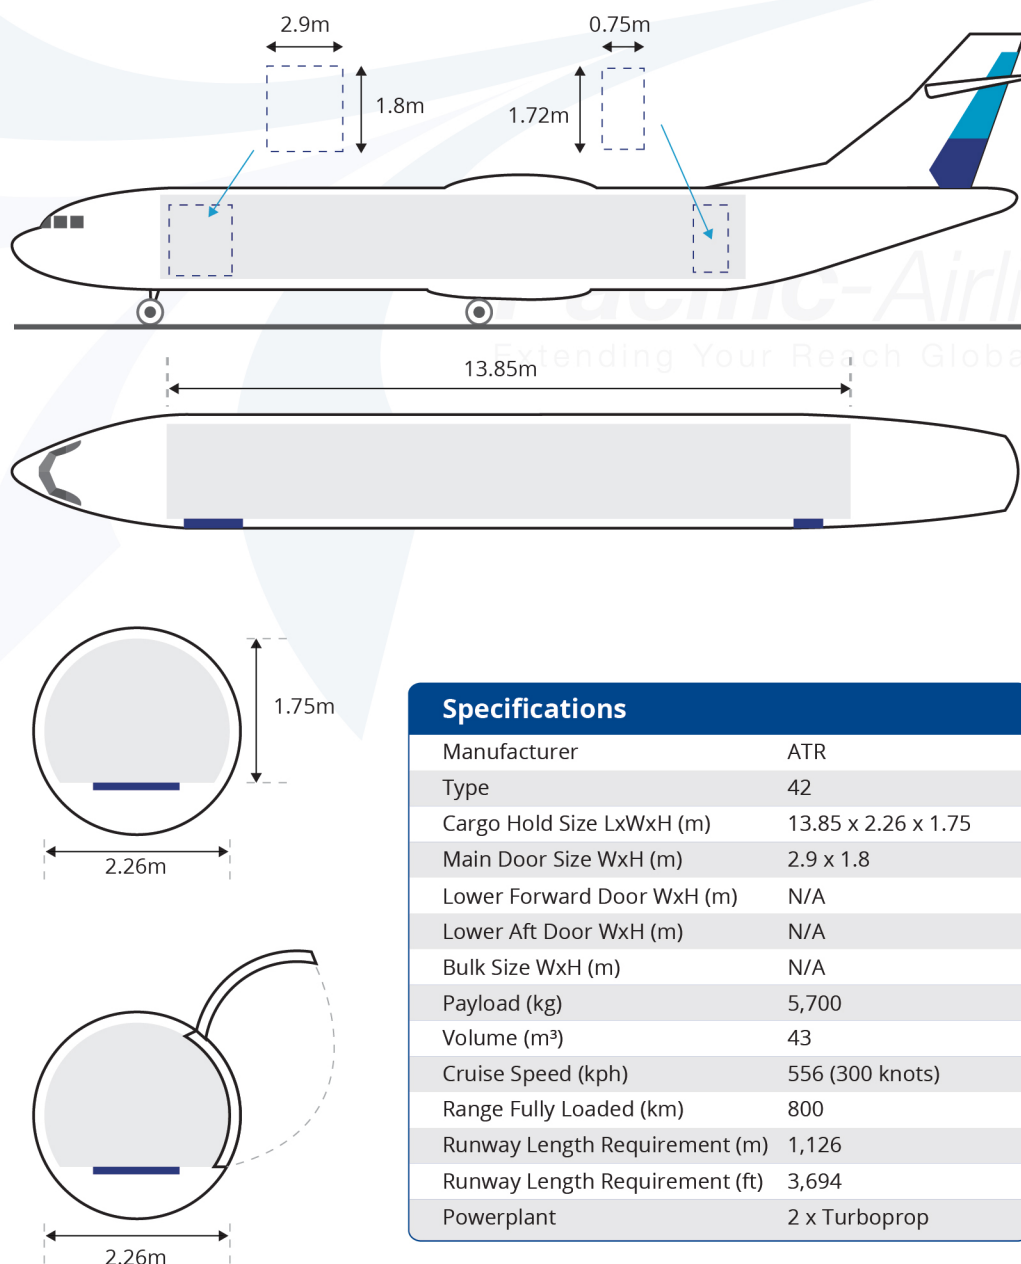 2.9m
0.75m
1.8m
1.72m
Pacific-Airli
Extending Your Reach Globa
13.85m
1.75m
2.26m
2.26m
Specifications
Manufacturer ATR
Type 42
Cargo Hold Size LxWxH (m) 13.85 x 2.26 x 1.75
Main Door Size WxH (m) 2.9 x 1.8
Lower Forward Door WxH (m) N/A
Lower Aft Door WxH (m) N/A
Bulk Size WxH (m) N/A
Payload (kg) 5,700
Volume (m³) 43
Cruise Speed (kph) 556 (300 knots)
Range Fully Loaded (km) 800
Runway Length Requirement (m) 1,126
Runway Length Requirement (ft) 3,694
Powerplant 2 x Turboprop